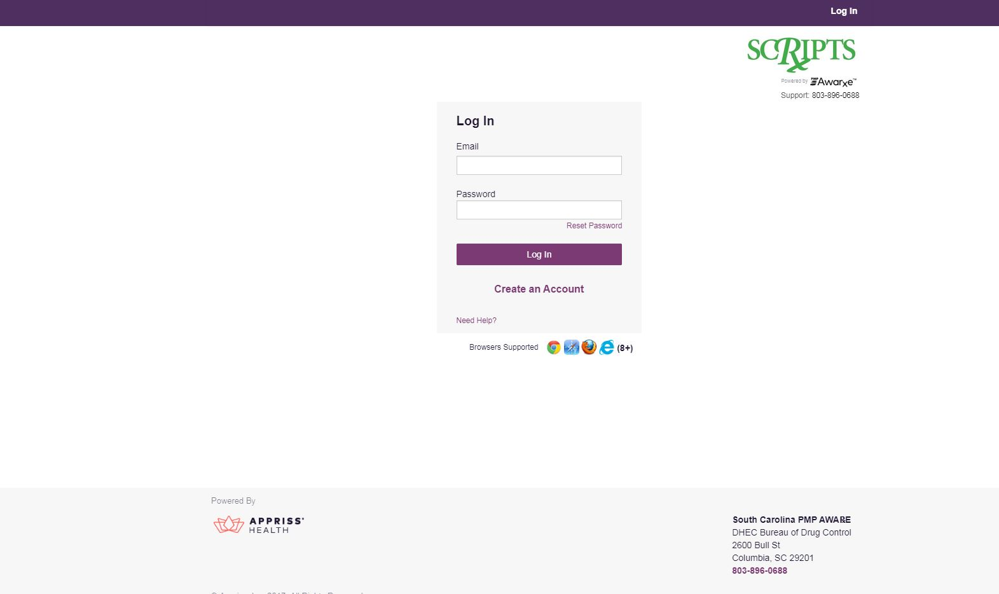 Log In
SCRIPTS
Powered by PMP Awarxe™
Support: 803-896-0688
Log In
Email
Password
Reset Password
Log In
Create an Account
Need Help?
Browsers Supported (8+)
Powered By
APPRISS®
HEALTH
South Carolina PMP AWARE
DHEC Bureau of Drug Control
2600 Bull St
Columbia, SC 29201
803-896-0688